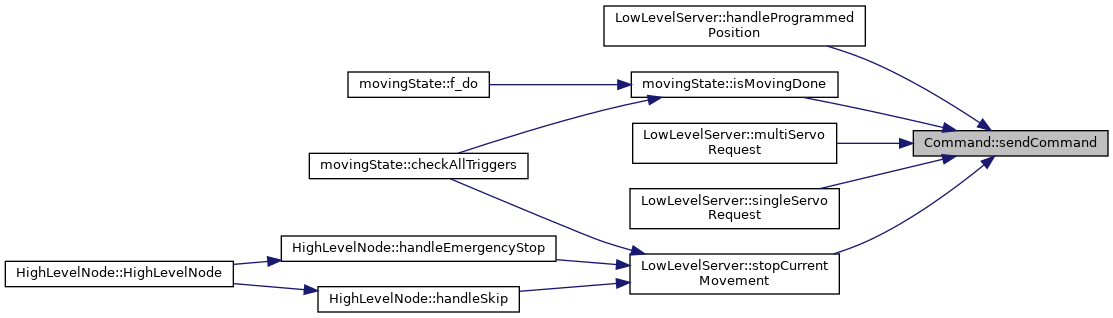 LowLevelServer::handleProgrammed
Position
movingState::f_do
movingState::isMovingDone
LowLevelServer::multiServo
Request
Command::sendCommand
movingState::checkAllTriggers
LowLevelServer::singleServo
Request
HighLevelNode::handleEmergencyStop
HighLevelNode::HighLevelNode
LowLevelServer::stopCurrent
Movement
HighLevelNode::handleSkip